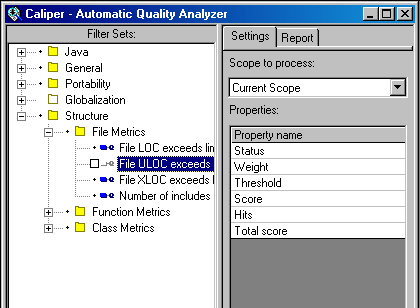 Caliper - Automatic Quality Analyzer
Filter Sets:
Java
General
Portability
Globalization
Structure
File Metrics
File LOC exceeds lin
File ULOC exceeds
File XLOC exceeds l
Number of includes
Function Metrics
Class Metrics
Settings Report
Scope to process:
Current Scope
Properties:
Property name
Status
Weight
Threshold
Score
Hits
Total score